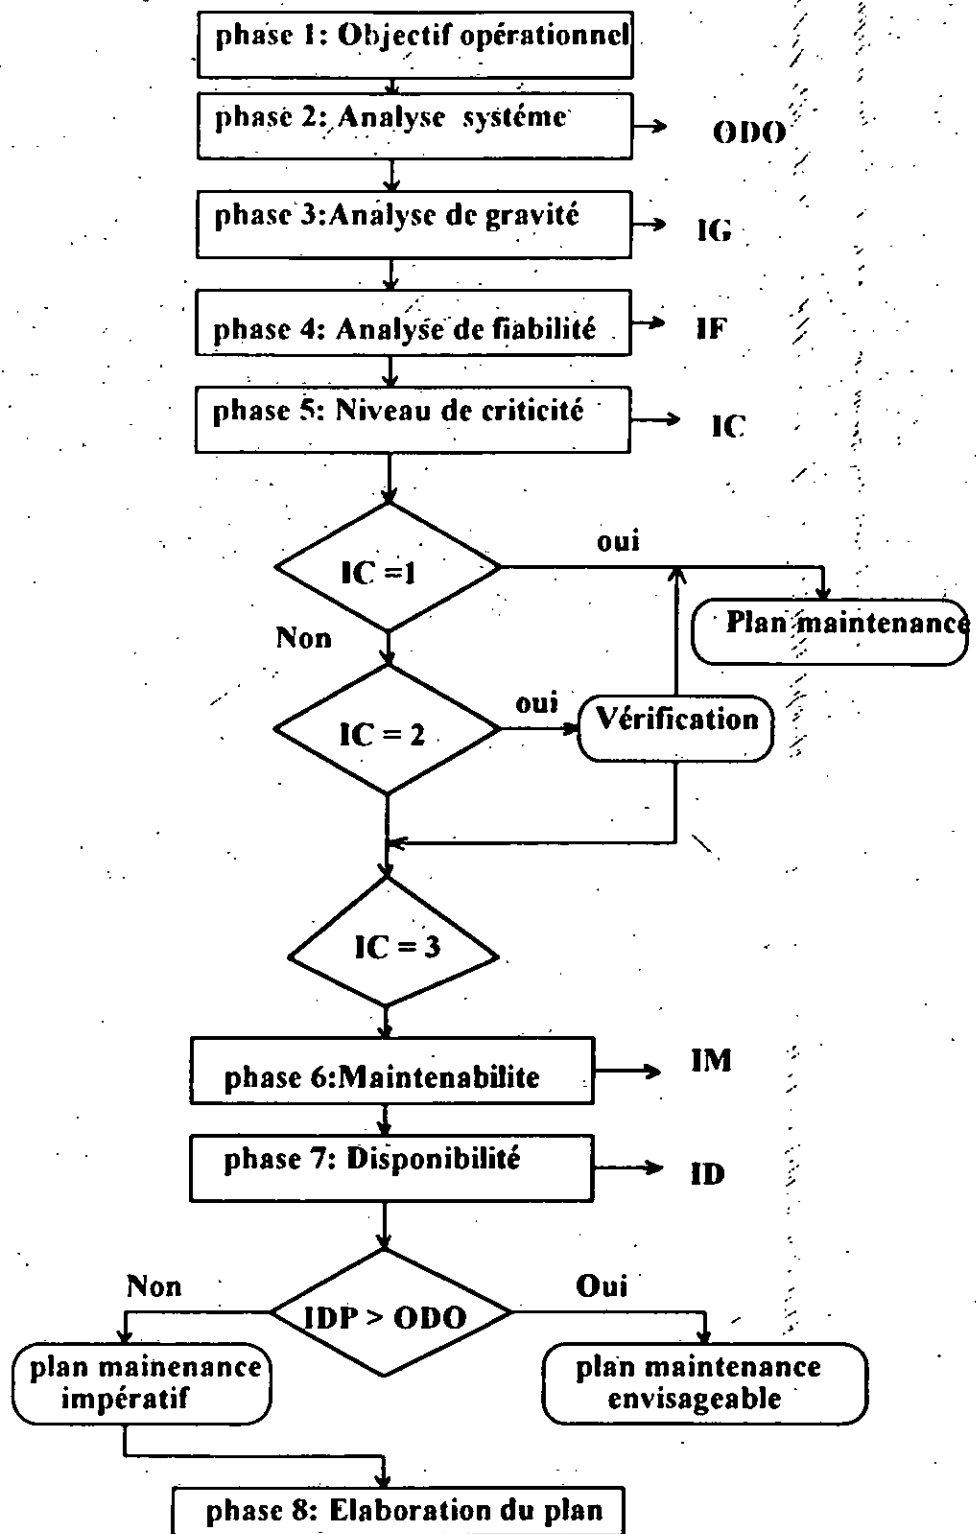 phase 1: Objectif opérationnel
phase 2: Analyse systéme
ODO
phase 3:Analyse de gravité
IG
phase 4: Analyse de fiabilité
IF
phase 5: Niveau de criticité
IC
oui
IC =1
Plan maintenance
Non
oui
Vérification
IC = 2
IC = 3
IM
phase 6:Maintenabilite
phase 7: Disponibilité
ID
Non
Oui
IDP > ODO
plan mainenance
impératif
plan maintenance
envisageable
phase 8: Elaboration du plan